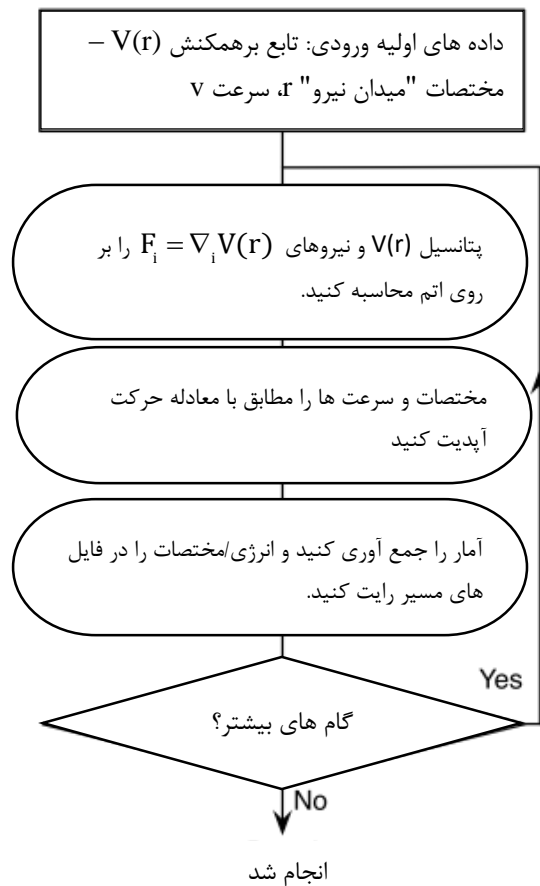 داده های اولیه ورودی: تابع برهمکنش V(r) –
مختصات "میدان نیرو" r، سرعت v
پتانسیل V(r) و نیروهای F_i = ∇_i V(r) را بر
روی اتم محاسبه کنید.
مختصات و سرعت ها را مطابق با معادله حرکت
آپدیت کنید
آمار را جمع آوری کنید و انرژی/مختصات را در فایل
های مسیر رایت کنید.
Yes
گام های بیشتر؟
No
انجام شد